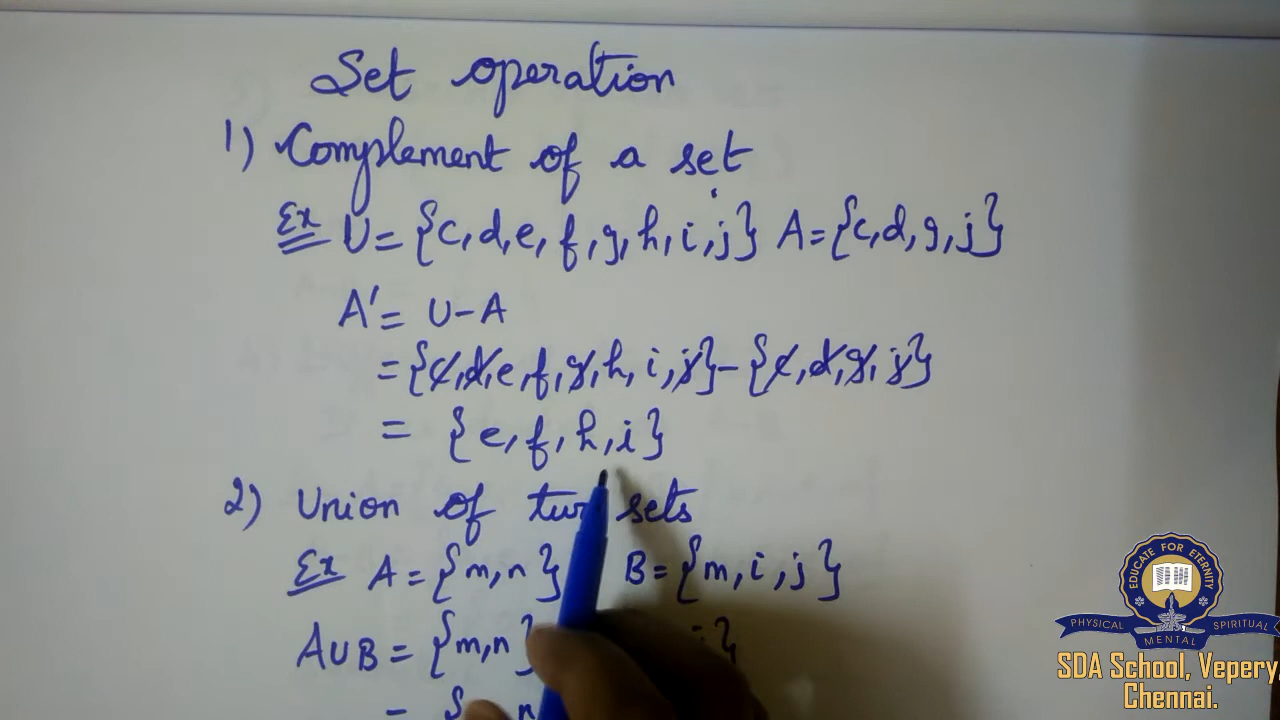 Set operation
1) Complement of a set
Ex U = {c, d, e, f, g, h, i, j} A = {c, d, g, j}
A' = U - A
= {c, d, e, f, g, h, i, j} - {c, d, g, j}
= {e, f, h, i}
2) Union of two sets
Ex A = {m, n} B = {m, i, j}
A∪B = {m, n}
EDUCATE FOR ETERNITY
PHYSICAL MENTAL SPIRITUAL
SDA School, Vepery,
Chennai.